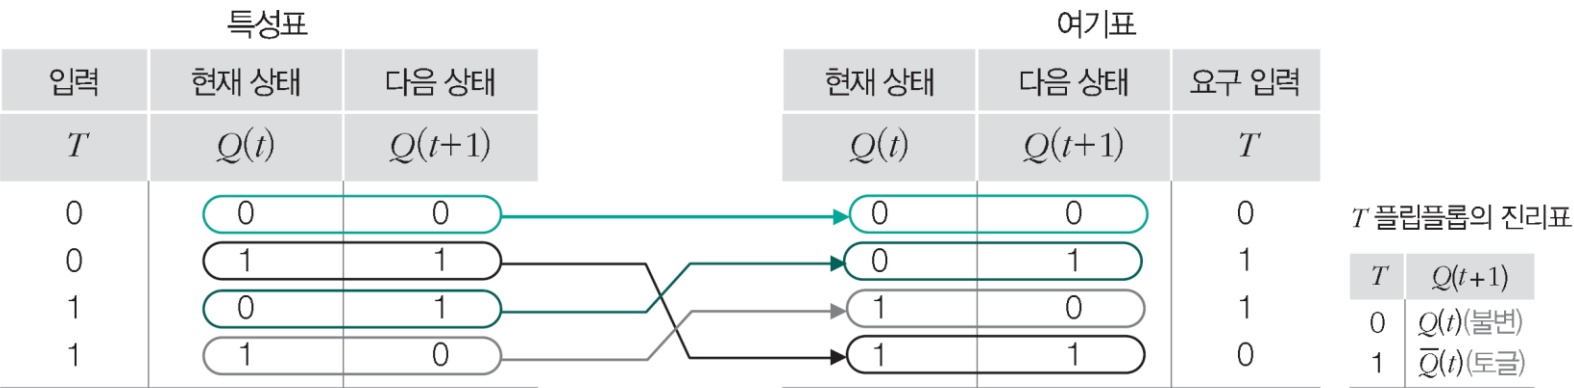 특성표 여기표
입력 현재 상태 다음 상태 현재 상태 다음 상태 요구 입력
T Q(t) Q(t+1) Q(t) Q(t+1) T
0 0 0 0 0 0
0 1 1 0 1 1
1 0 1 1 0 1
1 1 0 1 1 0
T 플립플롭의 진리표
T Q(t+1)
0 Q(t)(불변)
1 Q̅(t)(토글)